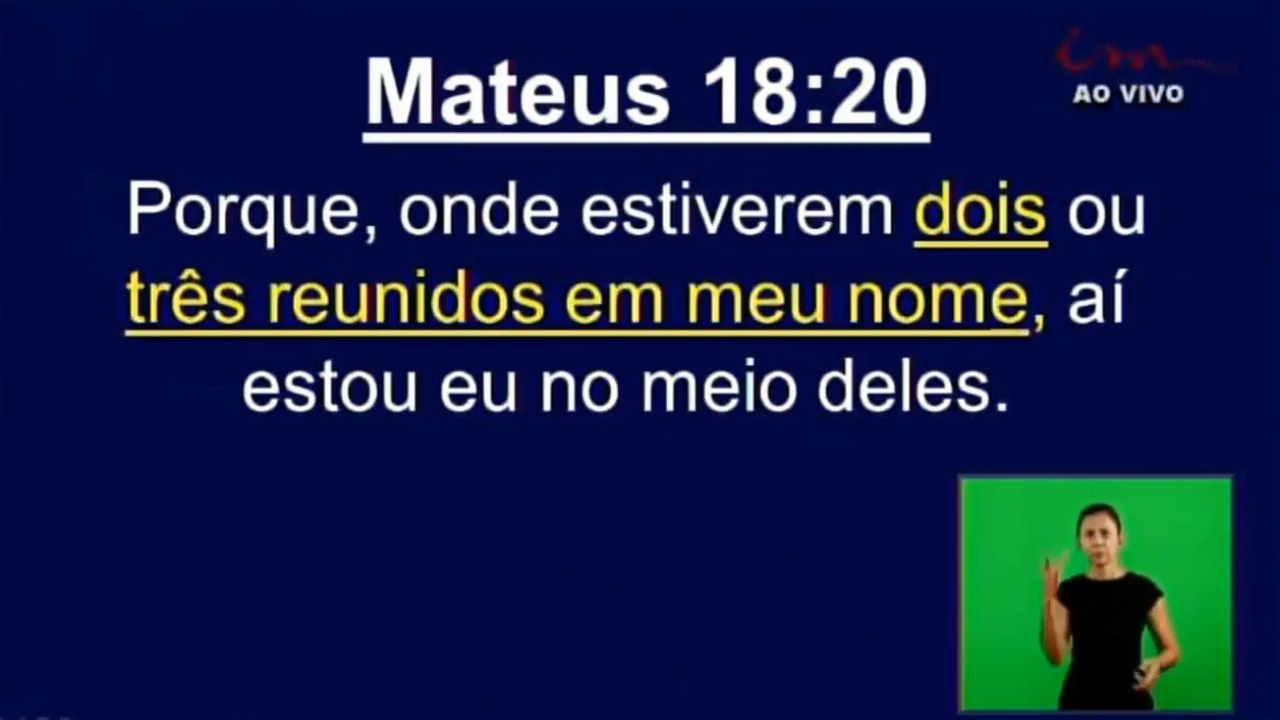 Mateus 18:20
im
AO VIVO
Porque, onde estiverem dois ou
três reunidos em meu nome, aí
estou eu no meio deles.